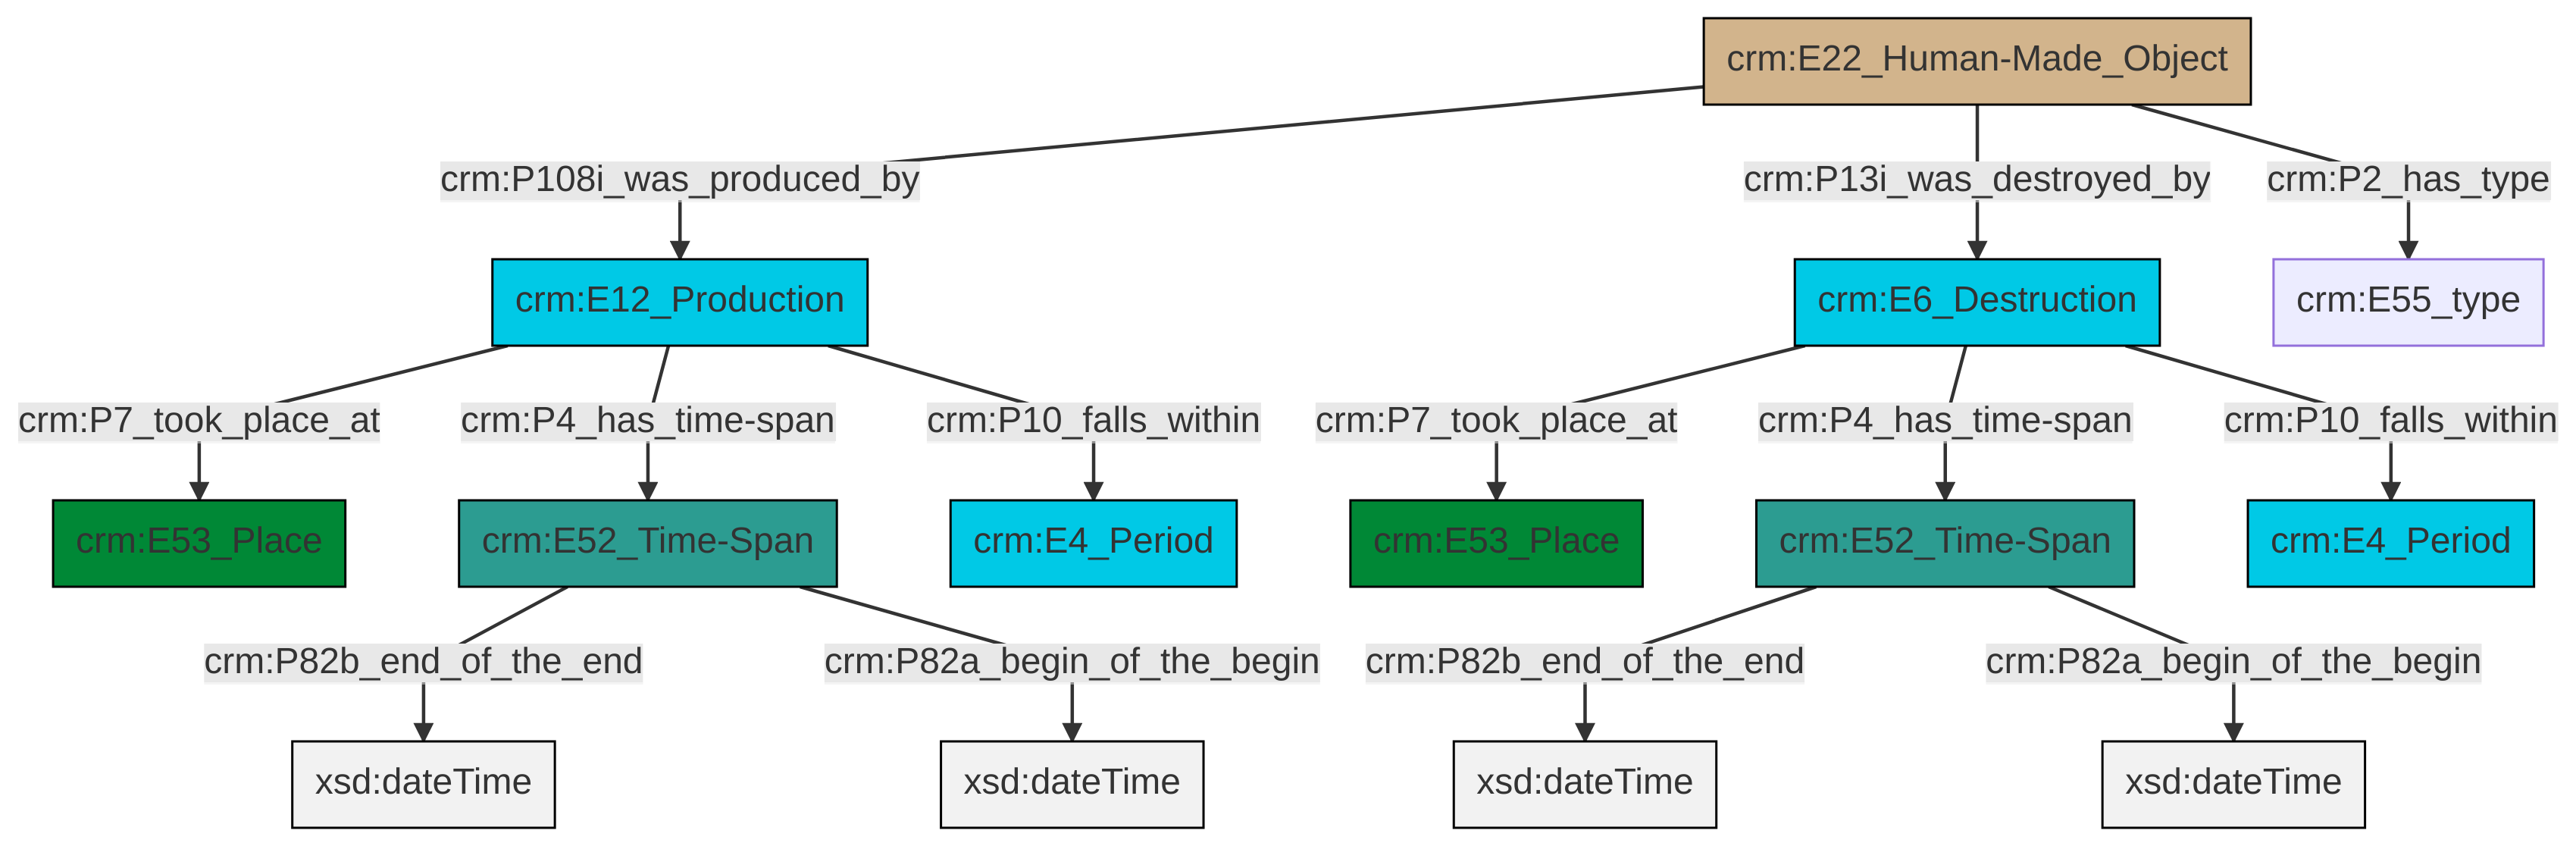 crm:E22_Human-Made_Object
crm:P108i_was_produced_by
crm:P13i_was_destroyed_by
crm:P2_has_type
crm:E12_Production
crm:E6_Destruction
crm:E55_type
crm:P7_took_place_at
crm:P4_has_time-span
crm:P10_falls_within
crm:P7_took_place_at
crm:P4_has_time-span
crm:P10_falls_within
crm:E53_Place
crm:E52_Time-Span
crm:E4_Period
crm:E53_Place
crm:E52_Time-Span
crm:E4_Period
crm:P82b_end_of_the_end
crm:P82a_begin_of_the_begin
crm:P82b_end_of_the_end
crm:P82a_begin_of_the_begin
xsd:dateTime
xsd:dateTime
xsd:dateTime
xsd:dateTime